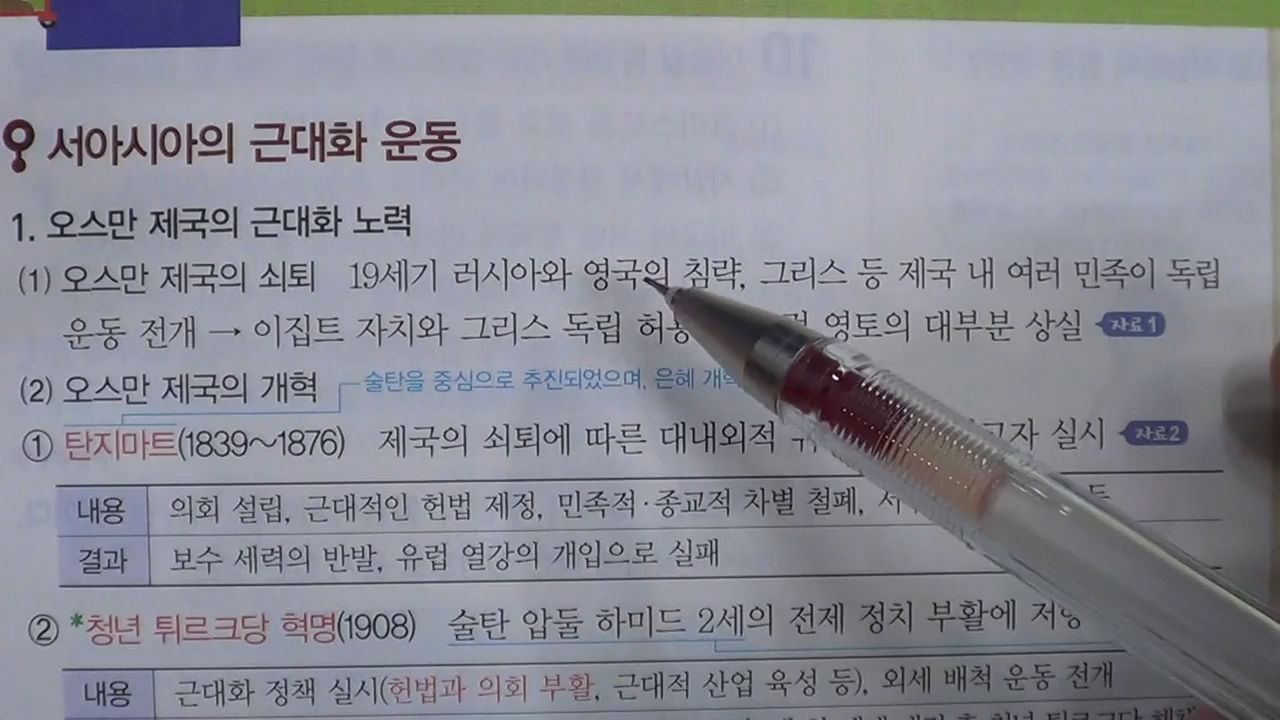 서아시아의 근대화 운동
1. 오스만 제국의 근대화 노력
(1) 오스만 제국의 쇠퇴 19세기 러시아와 영국의 침략, 그리스 등 제국 내 여러 민족이 독립
운동 전개 → 이집트 자치와 그리스 독립 허용 영토의 대부분 상실 자료1
(2) 오스만 제국의 개혁 술탄을 중심으로 추진되었으며, 은혜 개혁
① 탄지마트(1839~1876) 제국의 쇠퇴에 따른 대내외적 실시 자료2
내용 의회 설립, 근대적인 헌법 제정, 민족적·종교적 차별 철폐, 등
결과 보수 세력의 반발, 유럽 열강의 개입으로 실패
② *청년 튀르크당 혁명(1908) 술탄 압둘 하미드 2세의 전제 정치 부활에
내용 근대화 정책 실시(헌법과 의회 부활, 근대적 산업 육성 등), 외세 배척 운동 전개